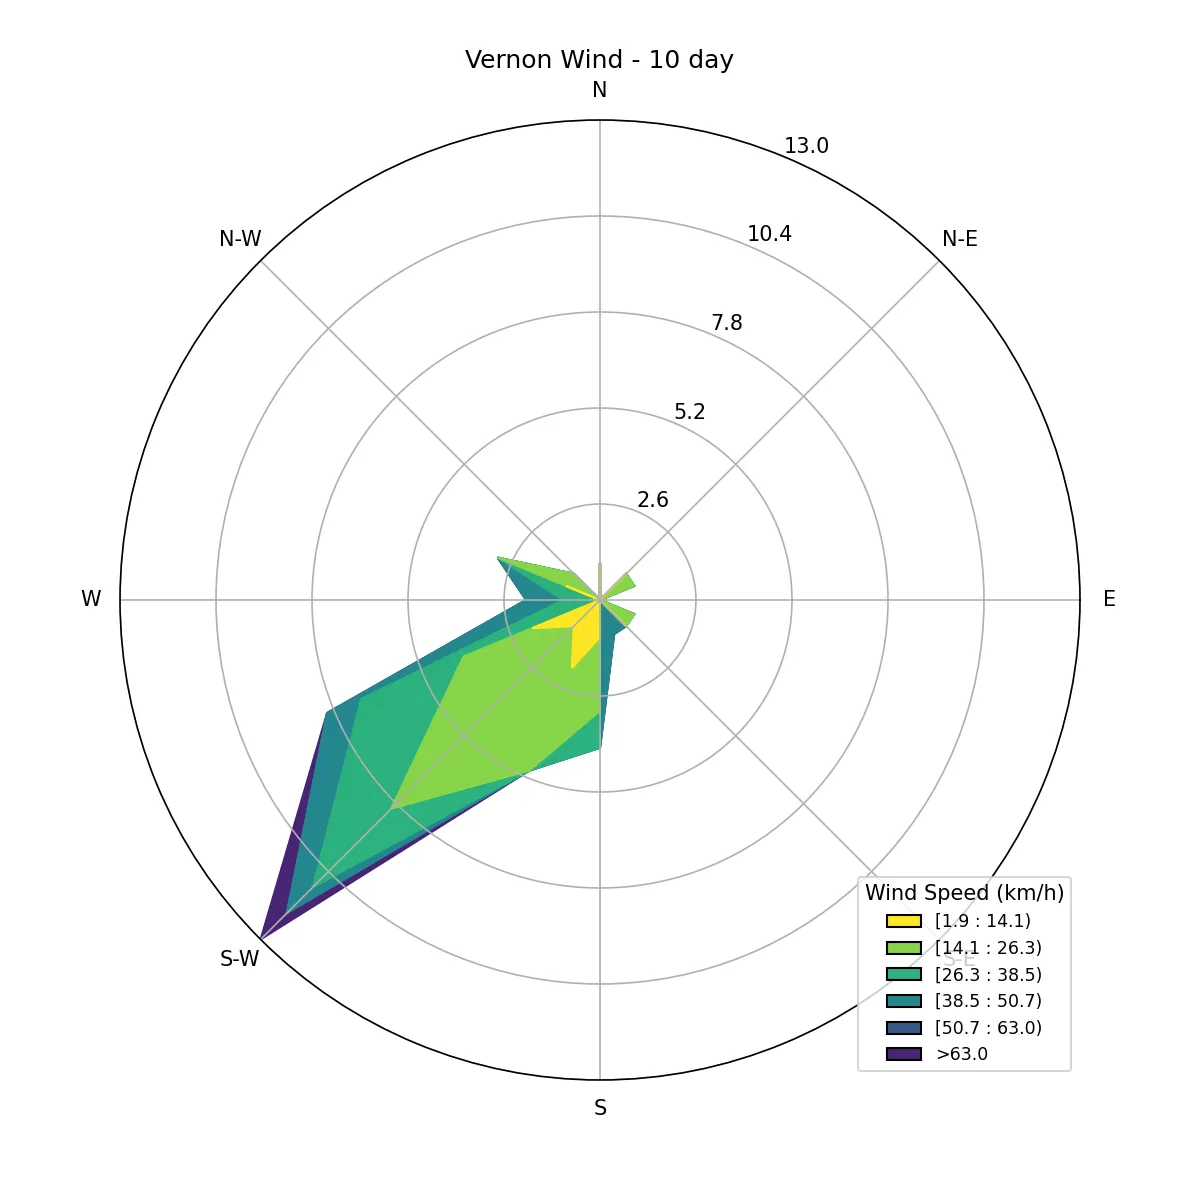 Vernon Wind - 10 day
N
13.0
N-W
N-E
10.4
7.8
5.2
2.6
W
E
S-W
S-E
S
Wind Speed (km/h)
[1.9 : 14.1)
[14.1 : 26.3)
[26.3 : 38.5)
[38.5 : 50.7)
[50.7 : 63.0)
>63.0